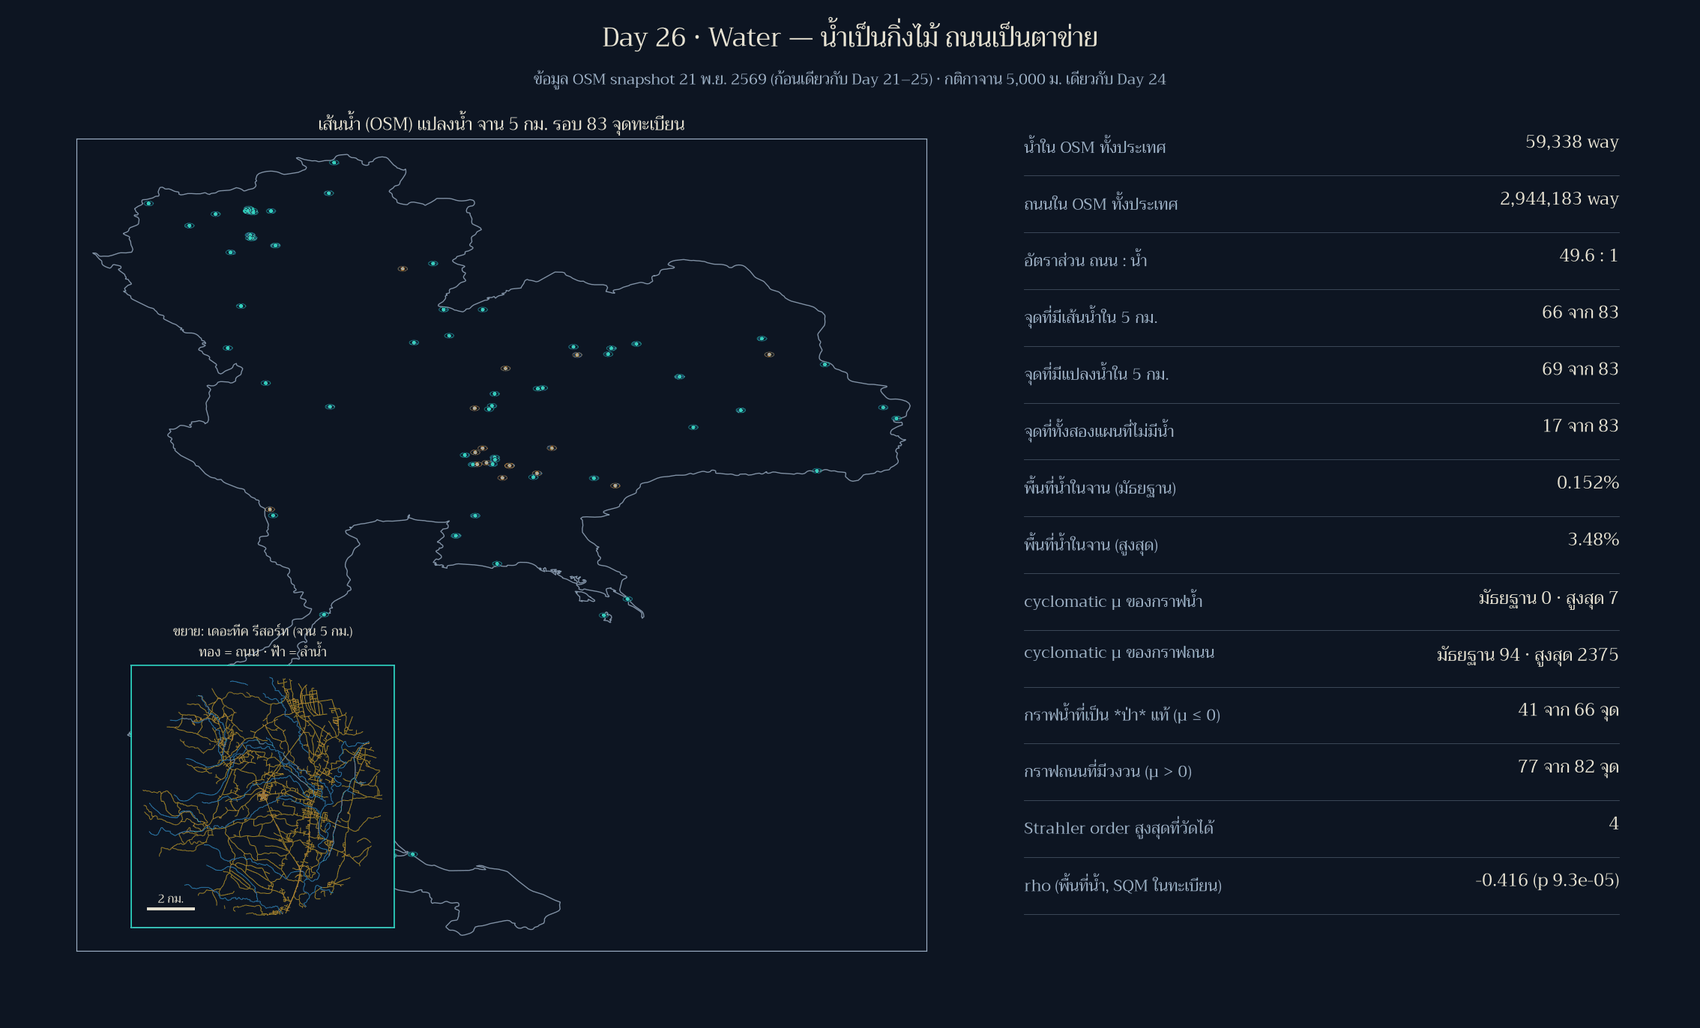 Day 26 · Water — น้ำเป็นกิ่งไม้ ถนนเป็นตาข่าย
ข้อมูล OSM snapshot 21 พ.ย. 2569 (ก้อนเดียวกับ Day 21–25) · กติกาจาน 5,000 ม. เดียวกับ Day 24
เส้นน้ำ (OSM) แปลงน้ำ จาน 5 กม. รอบ 83 จุดทะเบียน
ขยาย: เดอะทีค รีสอร์ท (จาน 5 กม.)
ทอง = ถนน · ฟ้า = ลำน้ำ
2 กม.
น้ำใน OSM ทั้งประเทศ
59,338 way
ถนนใน OSM ทั้งประเทศ
2,944,183 way
อัตราส่วน ถนน : น้ำ
49.6 : 1
จุดที่มีเส้นน้ำใน 5 กม.
66 จาก 83
จุดที่มีแปลงน้ำใน 5 กม.
69 จาก 83
จุดที่ทั้งสองแผนที่ไม่มีน้ำ
17 จาก 83
พื้นที่น้ำในจาน (มัธยฐาน)
0.152%
พื้นที่น้ำในจาน (สูงสุด)
3.48%
cyclomatic μ ของกราฟน้ำ
มัธยฐาน 0 · สูงสุด 7
cyclomatic μ ของกราฟถนน
มัธยฐาน 94 · สูงสุด 2375
กราฟน้ำที่เป็น *ป่า* แท้ (μ ≤ 0)
41 จาก 66 จุด
กราฟถนนที่มีวงวน (μ > 0)
77 จาก 82 จุด
Strahler order สูงสุดที่วัดได้
4
rho (พื้นที่น้ำ, SQM ในทะเบียน)
-0.416 (p 9.3e-05)